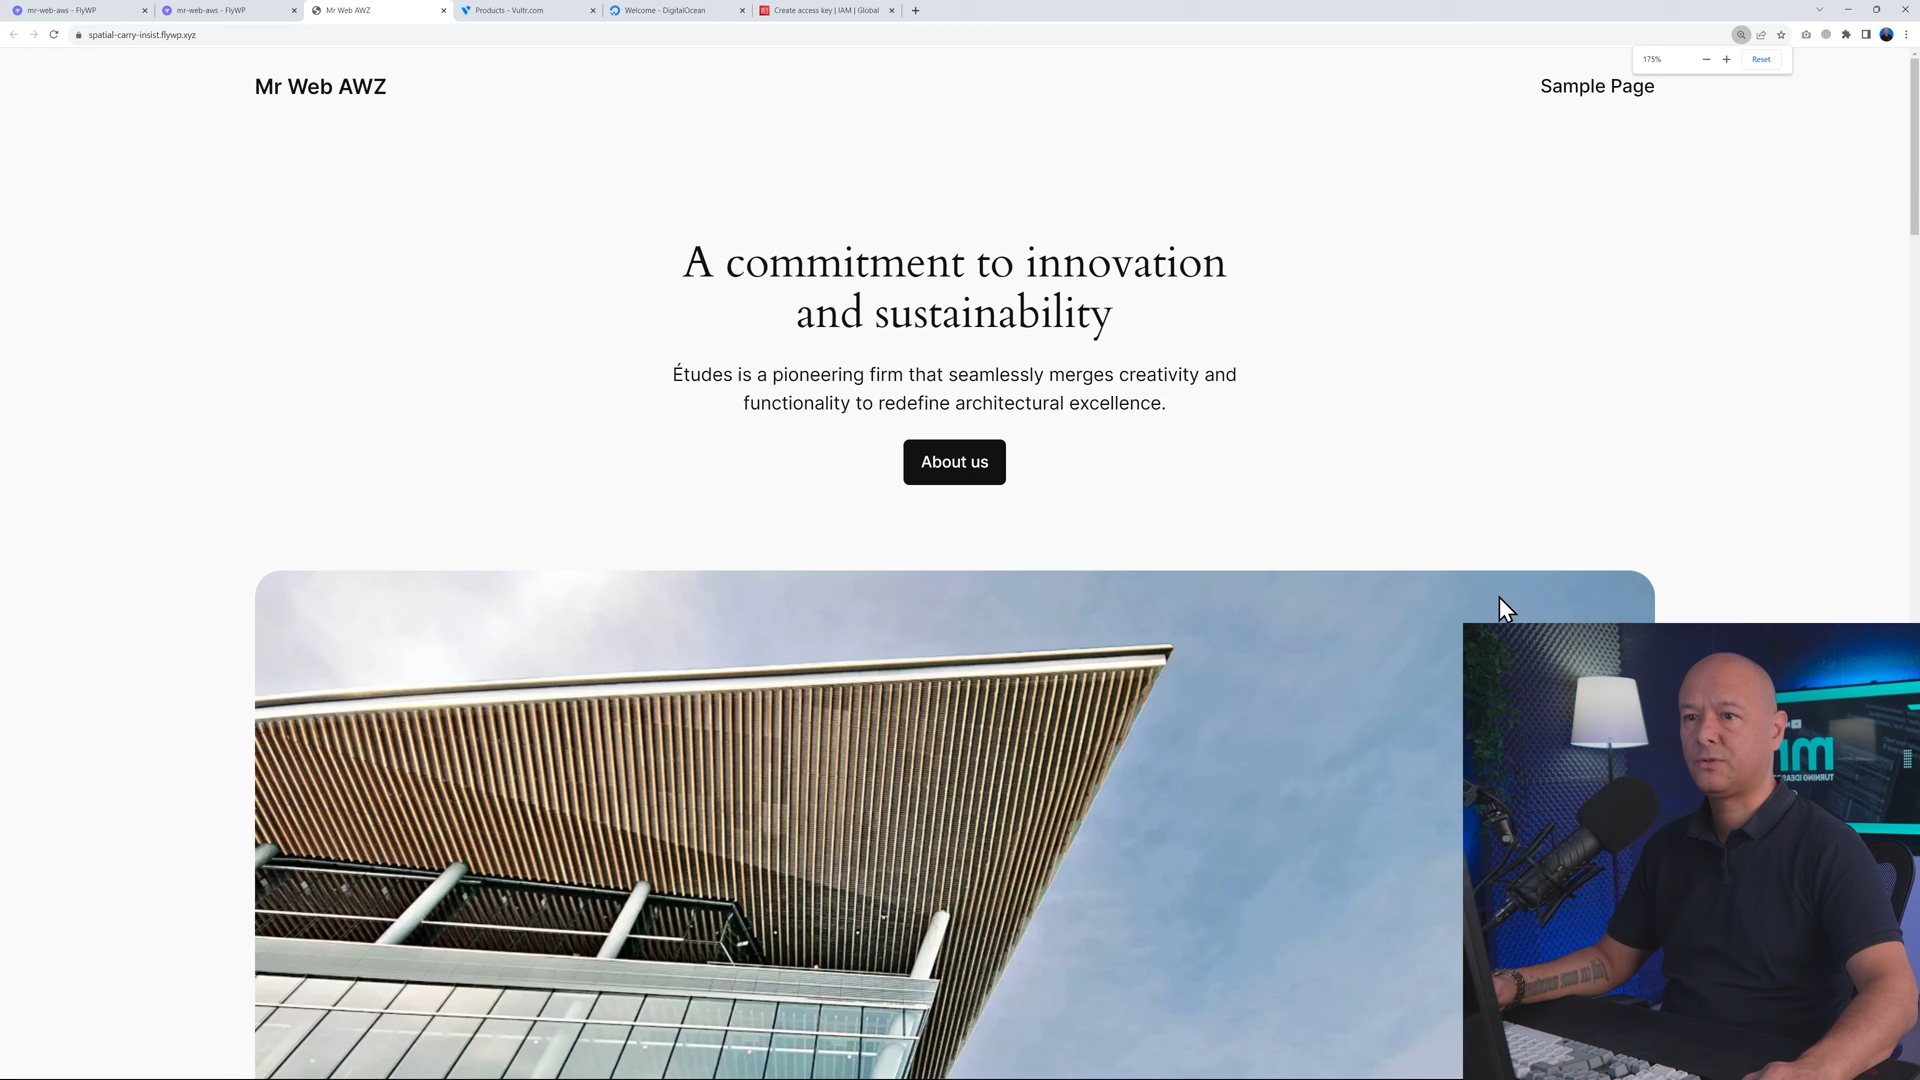 mr-web-aws - FlyWP
mr-web-aws - FlyWP
Mr Web AWZ
Products - Vultr.com
Welcome - DigitalOcean
Create access key | IAM | Global
spatial-carry-insist.flywp.xyz
175%
Reset
Mr Web AWZ
Sample Page
A commitment to innovation
and sustainability
Études is a pioneering firm that seamlessly merges creativity and
functionality to redefine architectural excellence.
About us